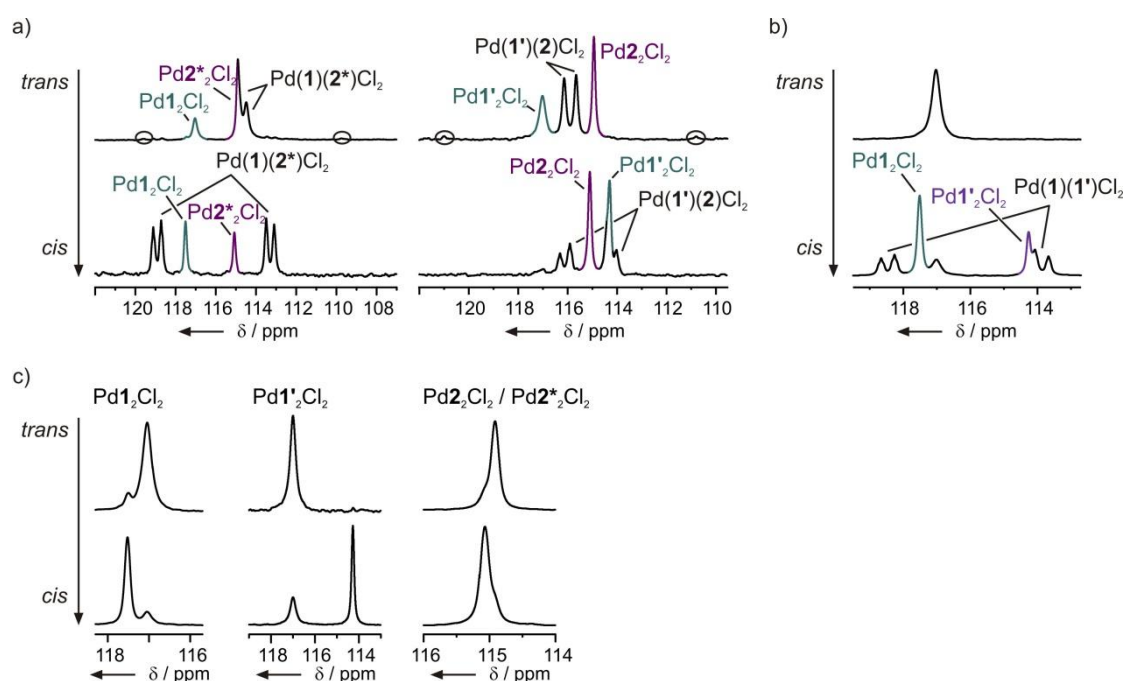 a)
trans
cis
Pd1₂Cl₂
Pd2*₂Cl₂
Pd(1)(2*)Cl₂
Pd(1)(2*)Cl₂
Pd1₂Cl₂
Pd2*₂Cl₂
120 118 116 114 112 110 108
δ / ppm
Pd(1')(2)Cl₂
Pd2₂Cl₂
Pd1'₂Cl₂
Pd2₂Cl₂
Pd1'₂Cl₂
Pd(1')(2)Cl₂
120 118 116 114 112 110
δ / ppm
b)
trans
cis
Pd1₂Cl₂
Pd1'₂Cl₂
Pd(1)(1')Cl₂
118 116 114
δ / ppm
c)
Pd1₂Cl₂ Pd1'₂Cl₂ Pd2₂Cl₂ / Pd2*₂Cl₂
trans
cis
118 116
δ / ppm
118 116 114
δ / ppm
116 115 114
δ / ppm